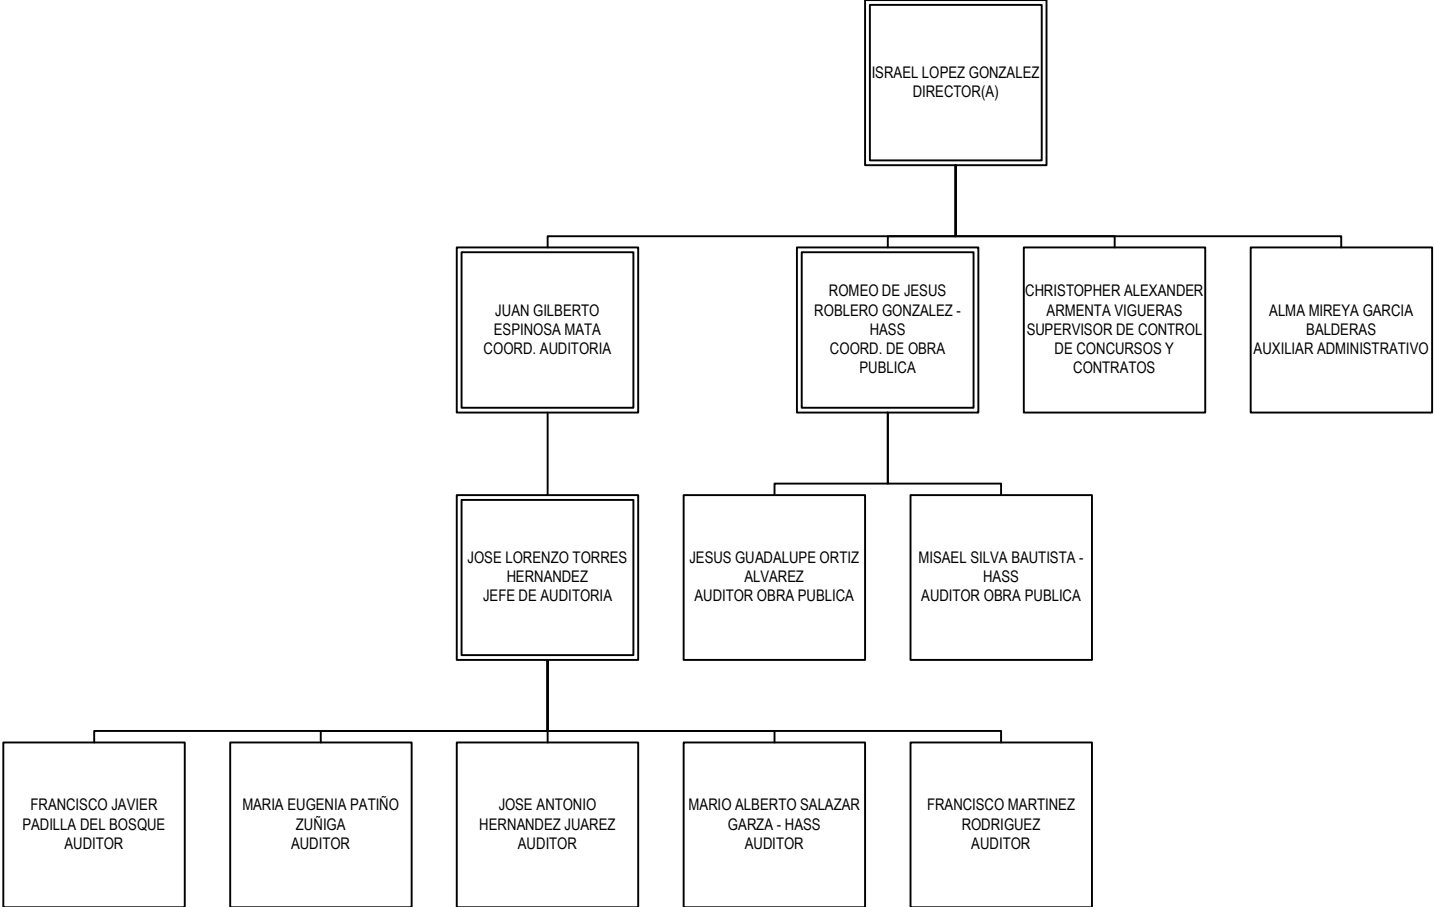 ISRAEL LOPEZ GONZALEZ
DIRECTOR(A)
JUAN GILBERTO
ESPINOSA MATA
COORD. AUDITORIA
ROMEO DE JESUS
ROBLERO GONZALEZ -
HASS
COORD. DE OBRA
PUBLICA
CHRISTOPHER ALEXANDER
ARMENTA VIGUERAS
SUPERVISOR DE CONTROL
DE CONCURSOS Y
CONTRATOS
ALMA MIREYA GARCIA
BALDERAS
AUXILIAR ADMINISTRATIVO
JOSE LORENZO TORRES
HERNANDEZ
JEFE DE AUDITORIA
JESUS GUADALUPE ORTIZ
ALVAREZ
AUDITOR OBRA PUBLICA
MISAEL SILVA BAUTISTA -
HASS
AUDITOR OBRA PUBLICA
FRANCISCO JAVIER
PADILLA DEL BOSQUE
AUDITOR
MARIA EUGENIA PATIÑO
ZUÑIGA
AUDITOR
JOSE ANTONIO
HERNANDEZ JUAREZ
AUDITOR
MARIO ALBERTO SALAZAR
GARZA - HASS
AUDITOR
FRANCISCO MARTINEZ
RODRIGUEZ
AUDITOR